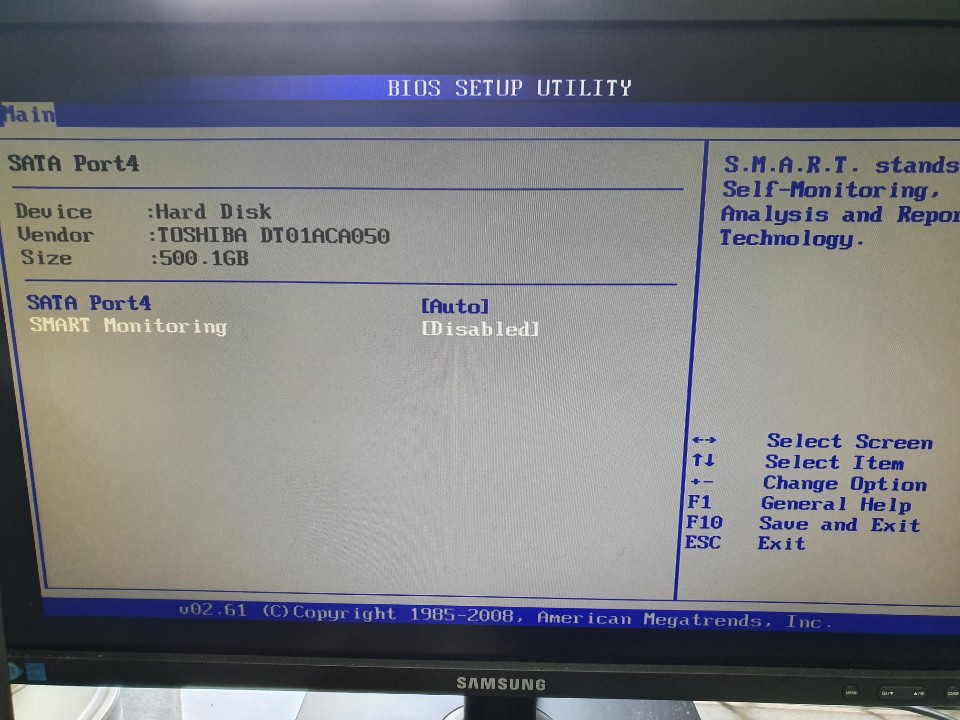 BIOS SETUP UTILITY
Main
SATA Port4
Device :Hard Disk
Vendor :TOSHIBA DT01ACA050
Size :500.1GB
SATA Port4 [Auto]
SMART Monitoring [Disabled]
S.M.A.R.T. stands
Self-Monitoring,
Analysis and Repor
Technology.
←→ Select Screen
↑↓ Select Item
+- Change Option
F1 General Help
F10 Save and Exit
ESC Exit
v02.61 (C)Copyright 1985-2008, American Megatrends, Inc.
SAMSUNG
MENU